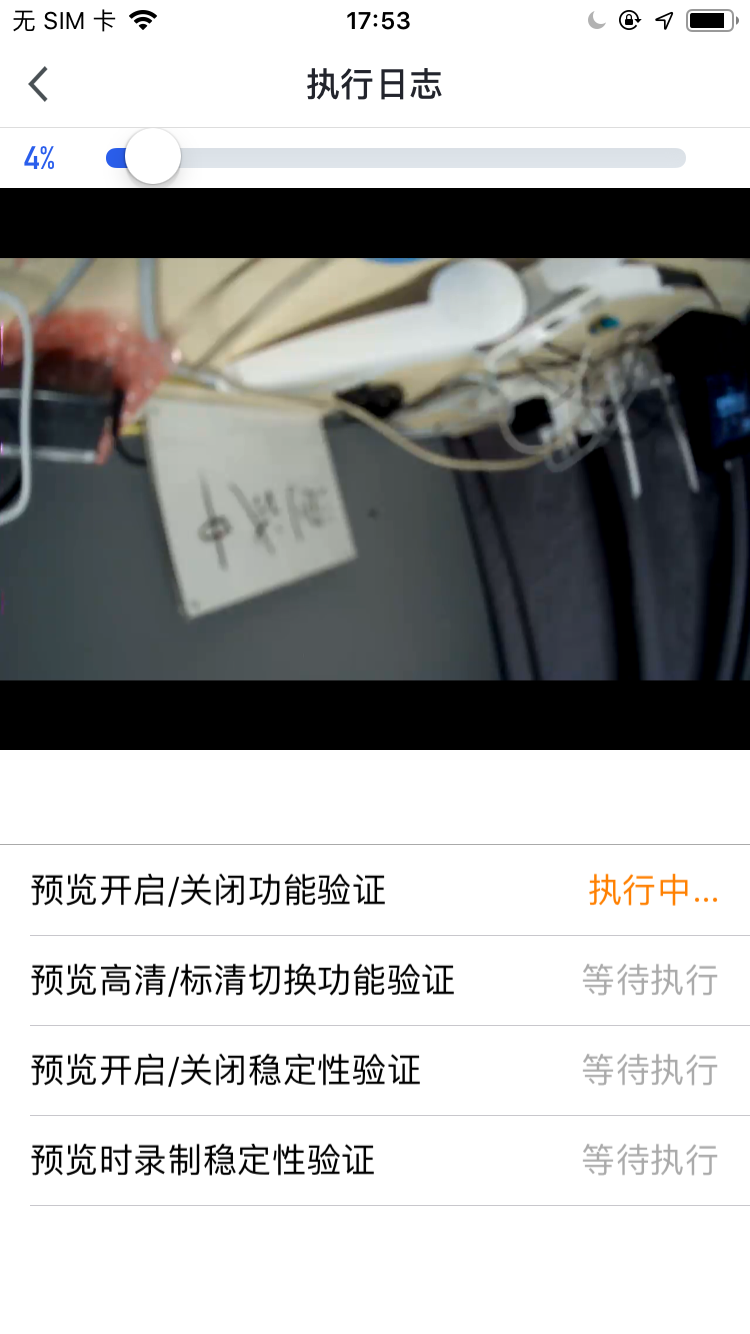 无 SIM 卡 17:53
执行日志
4%
预览开启/关闭功能验证 执行中...
预览高清/标清切换功能验证 等待执行
预览开启/关闭稳定性验证 等待执行
预览时录制稳定性验证 等待执行